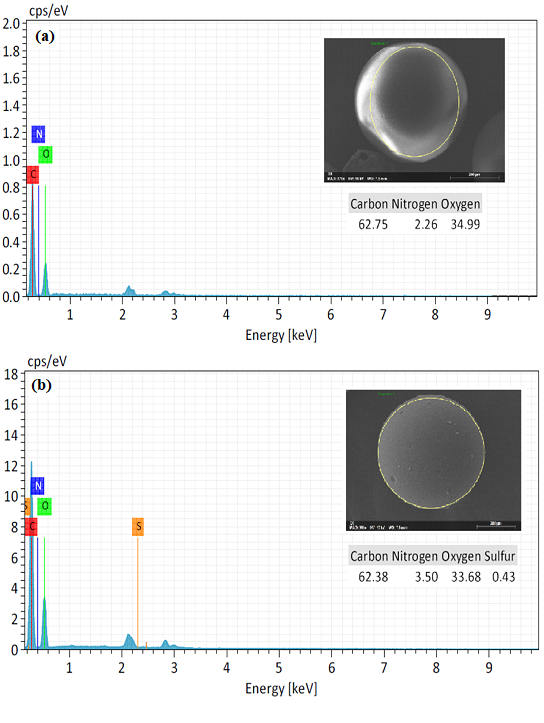 cps/eV
(a)
2.0
1.8
1.6
1.4
1.2
1.0
0.8
0.6
0.4
0.2
0.0
N
O
C
Carbon Nitrogen Oxygen
62.75 2.26 34.99
1 2 3 4 5 6 7 8 9
Energy [keV]
cps/eV
(b)
18
16
14
12
10
8
6
4
2
0
N
S
O
C
S
Carbon Nitrogen Oxygen Sulfur
62.38 3.50 33.68 0.43
1 2 3 4 5 6 7 8 9
Energy [keV]